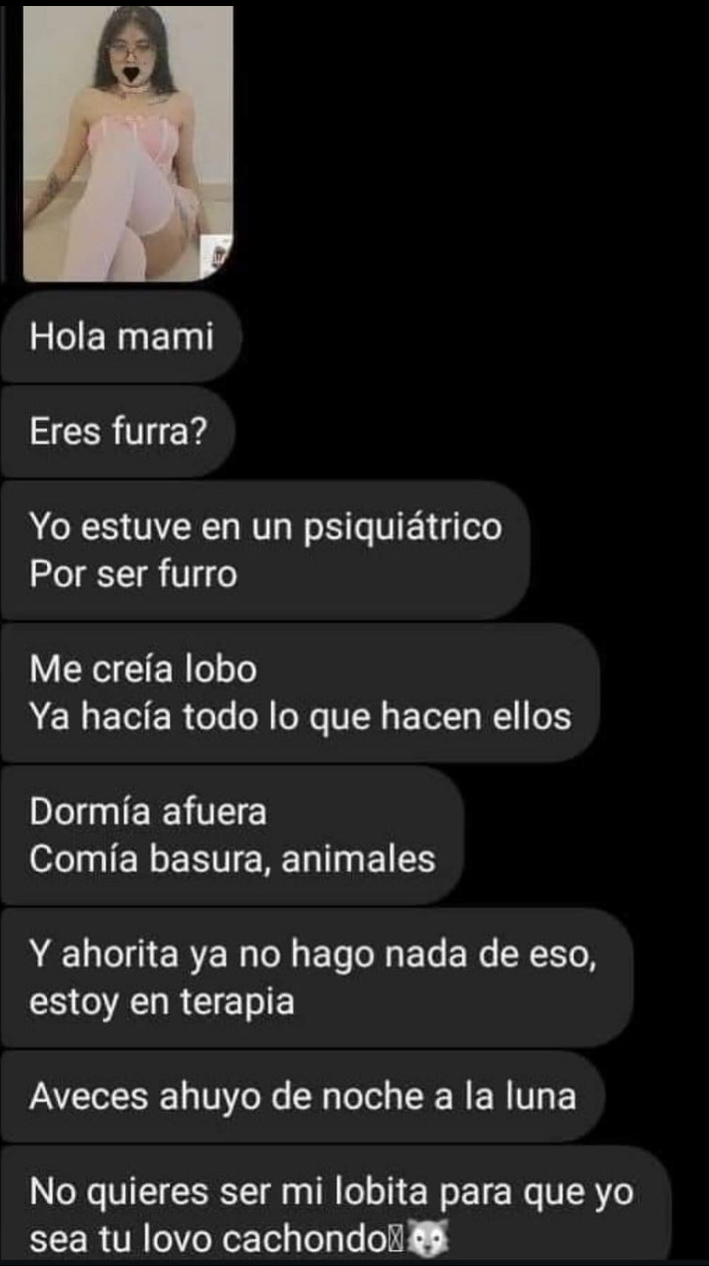 Hola mami
Eres furra?
Yo estuve en un psiquiátrico
Por ser furro
Me creía lobo
Ya hacía todo lo que hacen ellos
Dormía afuera
Comía basura, animales
Y ahorita ya no hago nada de eso,
estoy en terapia
Aveces ahuyo de noche a la luna
No quieres ser mi lobita para que yo
sea tu lovo cachondo🐺